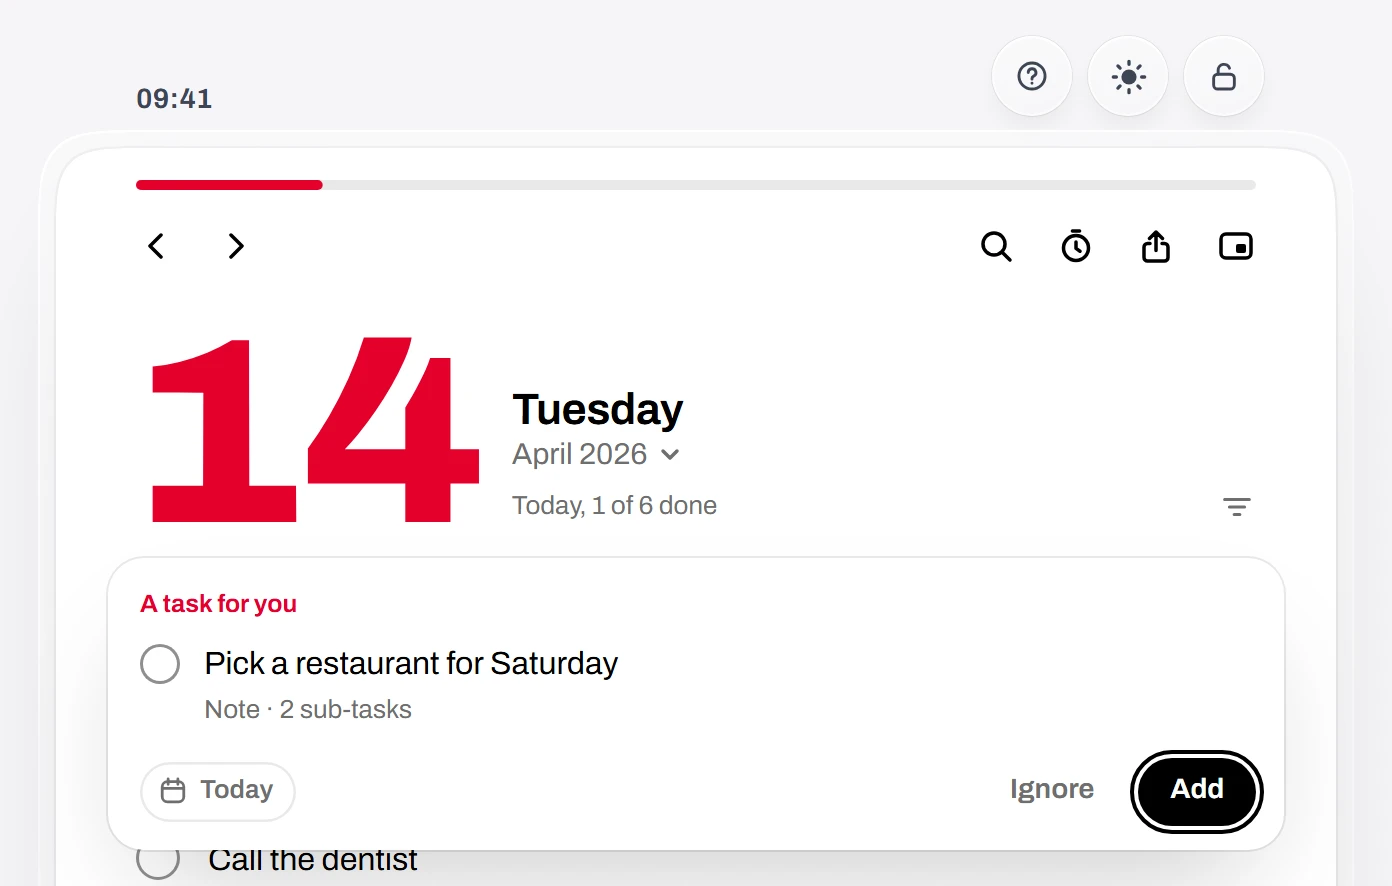 09:41
14
Tuesday
April 2026
Today, 1 of 6 done
A task for you
Pick a restaurant for Saturday
Note · 2 sub-tasks
Today
Ignore
Add
Call the dentist